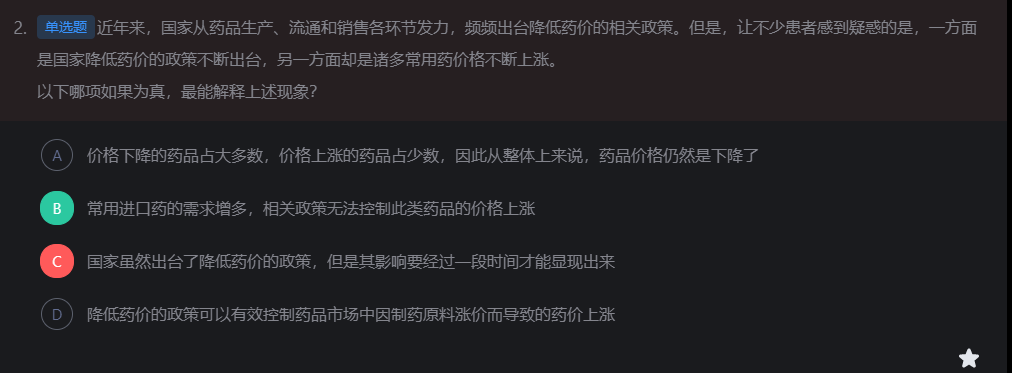 2. 单选题 近年来，国家从药品生产、流通和销售各环节发力，频频出台降低药价的相关政策。但是，让不少患者感到疑惑的是，一方面
是国家降低药价的政策不断出台，另一方面却是诸多常用药价格不断上涨。
以下哪项如果为真，最能解释上述现象？
A 价格下降的药品占大多数，价格上涨的药品占少数，因此从整体上来说，药品价格仍然是下降了
B 常用进口药的需求增多，相关政策无法控制此类药品的价格上涨
C 国家虽然出台了降低药价的政策，但是其影响要经过一段时间才能显现出来
D 降低药价的政策可以有效控制药品市场中因制药原料涨价而导致的药价上涨